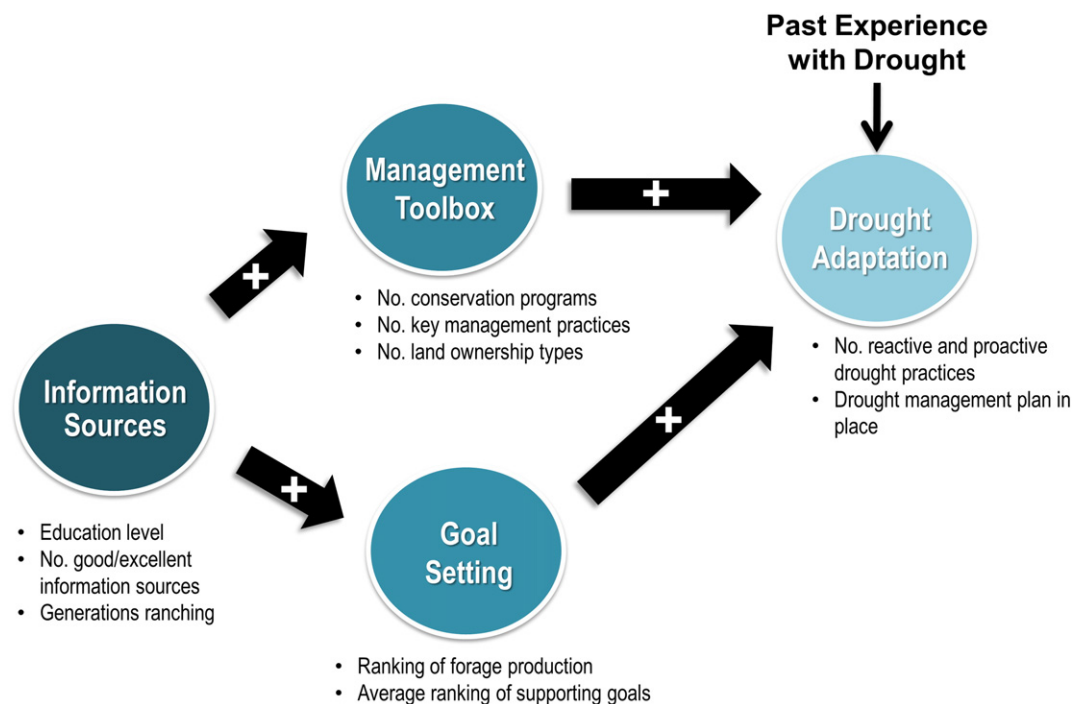 Past Experience
with Drought
Management
Toolbox
+
Drought
Adaptation
+
• No. conservation programs
• No. key management practices
• No. land ownership types
• No. reactive and proactive
drought practices
• Drought management plan in
place
Information
Sources
+
+
• Education level
• No. good/excellent
information sources
• Generations ranching
Goal
Setting
• Ranking of forage production
• Average ranking of supporting goals